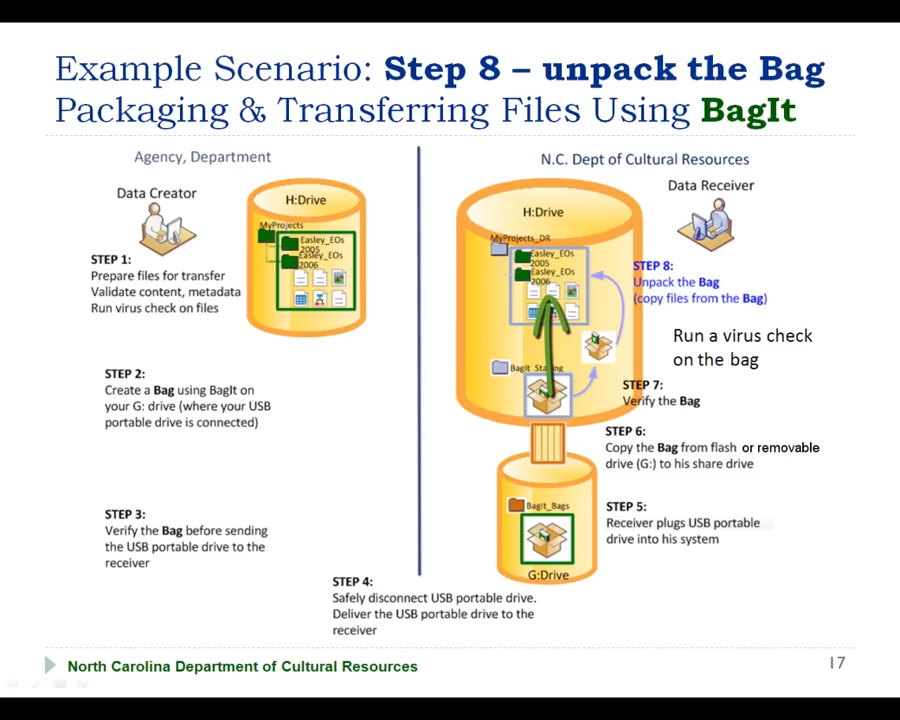 Example Scenario: Step 8 – unpack the Bag
Packaging & Transferring Files Using BagIt
Agency, Department
Data Creator
STEP 1:
Prepare files for transfer
Validate content, metadata
Run virus check on files
H:Drive
MyProjects
Easley_EOs
2005
Easley_EOs
2006
STEP 2:
Create a Bag using BagIt on
your G: drive (where your USB
portable drive is connected)
STEP 3:
Verify the Bag before sending
the USB portable drive to the
receiver
STEP 4:
Safely disconnect USB portable drive.
Deliver the USB portable drive to the
receiver
N.C. Dept of Cultural Resources
Data Receiver
H:Drive
MyProjects_DR
Easley_EOs
2005
Easley_EOs
2006
STEP 8:
Unpack the Bag
(copy files from the Bag)
Run a virus check
on the bag
Bagit_Staging
STEP 7:
Verify the Bag
STEP 6:
Copy the Bag from flash or removable
drive (G:) to his share drive
BagIt_Bags
G:Drive
STEP 5:
Receiver plugs USB portable
drive into his system
North Carolina Department of Cultural Resources
17